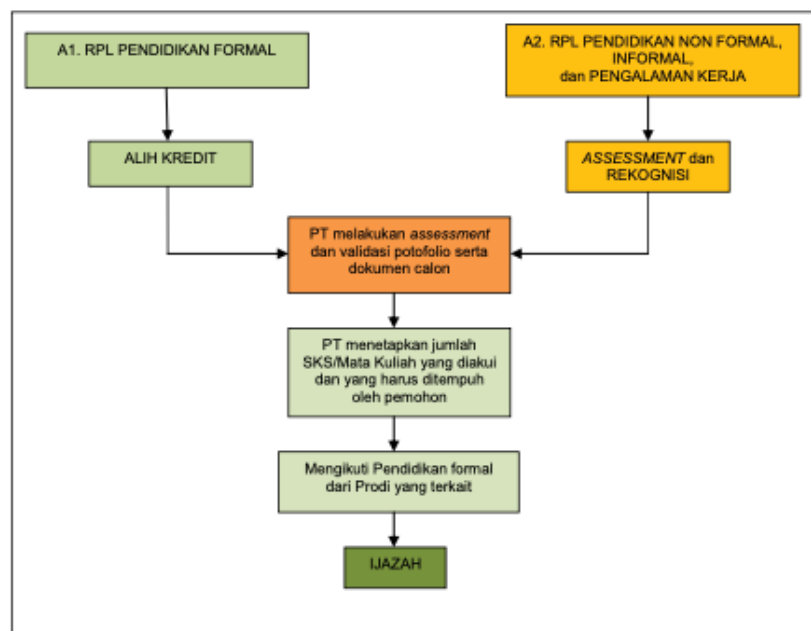 A1. RPL PENDIDIKAN FORMAL
A2. RPL PENDIDIKAN NON FORMAL,
INFORMAL,
dan PENGALAMAN KERJA
ALIH KREDIT
ASSESSMENT dan
REKOGNISI
PT melakukan assessment
dan validasi potofolio serta
dokumen calon
PT menetapkan jumlah
SKS/Mata Kuliah yang diakui
dan yang harus ditempuh
oleh pemohon
Mengikuti Pendidikan formal
dari Prodi yang terkait
IJAZAH